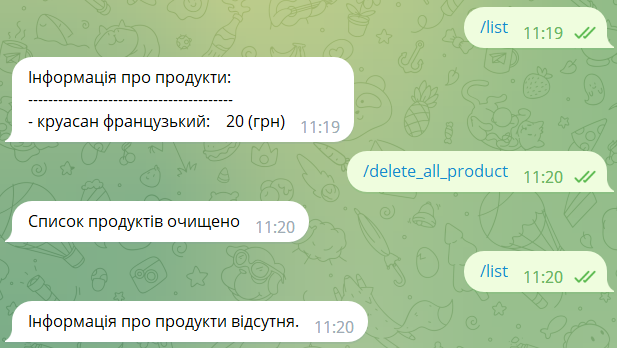 /list 11:19
Інформація про продукти:
-----------------------------------------
- круасан французький: 20 (грн) 11:19
/delete_all_product 11:20
Список продуктів очищено 11:20
/list 11:20
Інформація про продукти відсутня. 11:20